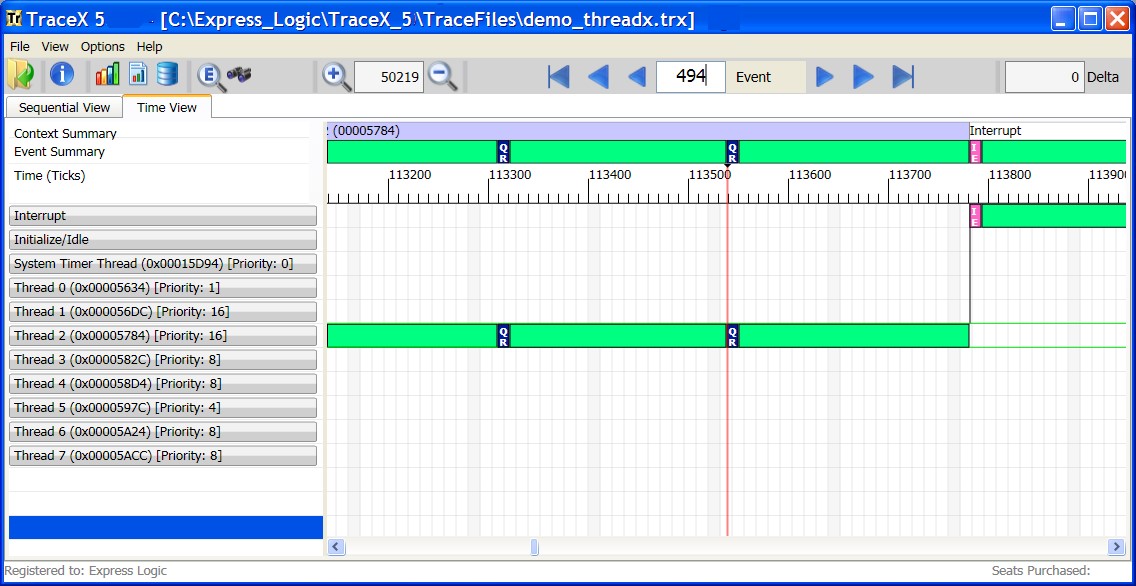 Tr TraceX 5 [C:\Express_Logic\TraceX_5\TraceFiles\demo_threadx.trx]
File View Options Help
E 50219 494 Event 0 Delta
Sequential View Time View
Context Summary 2 (00005784) Interrupt
Event Summary QR QR IE
Time (Ticks) 113200 113300 113400 113500 113600 113700 113800 113900
Interrupt IE
Initialize/Idle
System Timer Thread (0x00015D94) [Priority: 0]
Thread 0 (0x00005634) [Priority: 1]
Thread 1 (0x000056DC) [Priority: 16]
Thread 2 (0x00005784) [Priority: 16] QR QR
Thread 3 (0x0000582C) [Priority: 8]
Thread 4 (0x000058D4) [Priority: 8]
Thread 5 (0x0000597C) [Priority: 4]
Thread 6 (0x00005A24) [Priority: 8]
Thread 7 (0x00005ACC) [Priority: 8]
Registered to: Express Logic Seats Purchased: